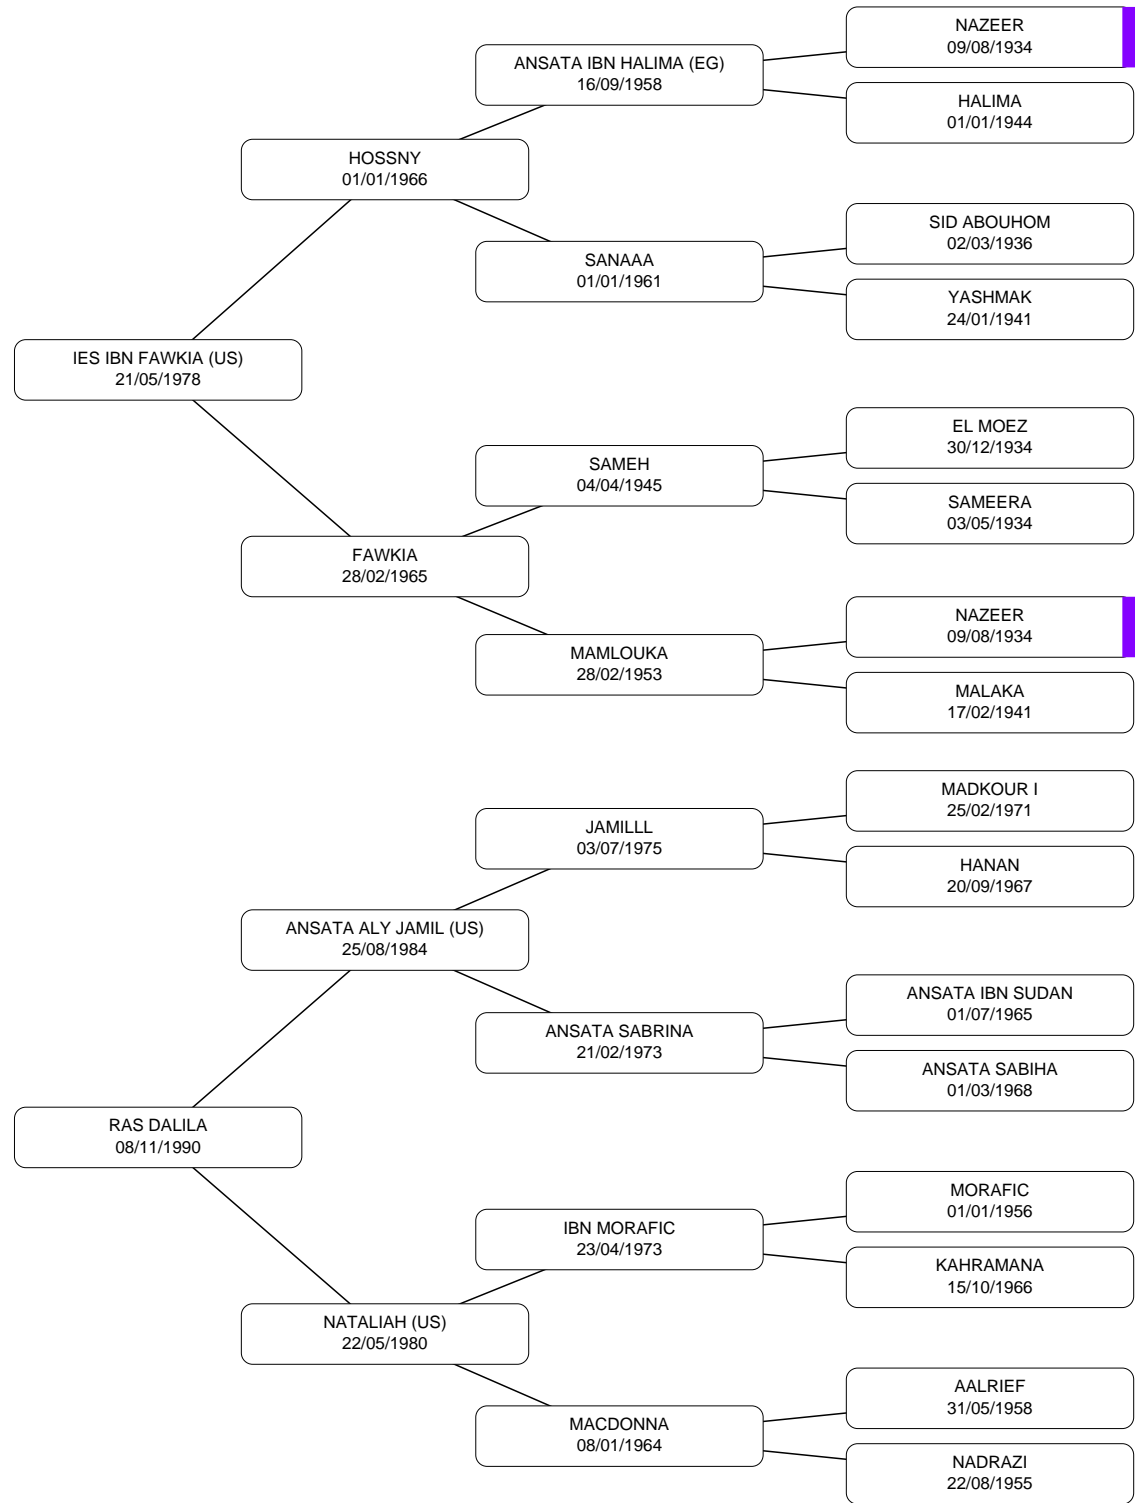 NAZEER
09/08/1934
ANSATA IBN HALIMA (EG)
16/09/1958
HALIMA
01/01/1944
HOSSNY
01/01/1966
SID ABOUHOM
02/03/1936
SANAAA
01/01/1961
YASHMAK
24/01/1941
IES IBN FAWKIA (US)
21/05/1978
EL MOEZ
30/12/1934
SAMEH
04/04/1945
SAMEERA
03/05/1934
FAWKIA
28/02/1965
NAZEER
09/08/1934
MAMLOUKA
28/02/1953
MALAKA
17/02/1941
MADKOUR I
25/02/1971
JAMILLL
03/07/1975
HANAN
20/09/1967
ANSATA ALY JAMIL (US)
25/08/1984
ANSATA IBN SUDAN
01/07/1965
ANSATA SABRINA
21/02/1973
ANSATA SABIHA
01/03/1968
RAS DALILA
08/11/1990
MORAFIC
01/01/1956
IBN MORAFIC
23/04/1973
KAHRAMANA
15/10/1966
NATALIAH (US)
22/05/1980
AALRIEF
31/05/1958
MACDONNA
08/01/1964
NADRAZI
22/08/1955